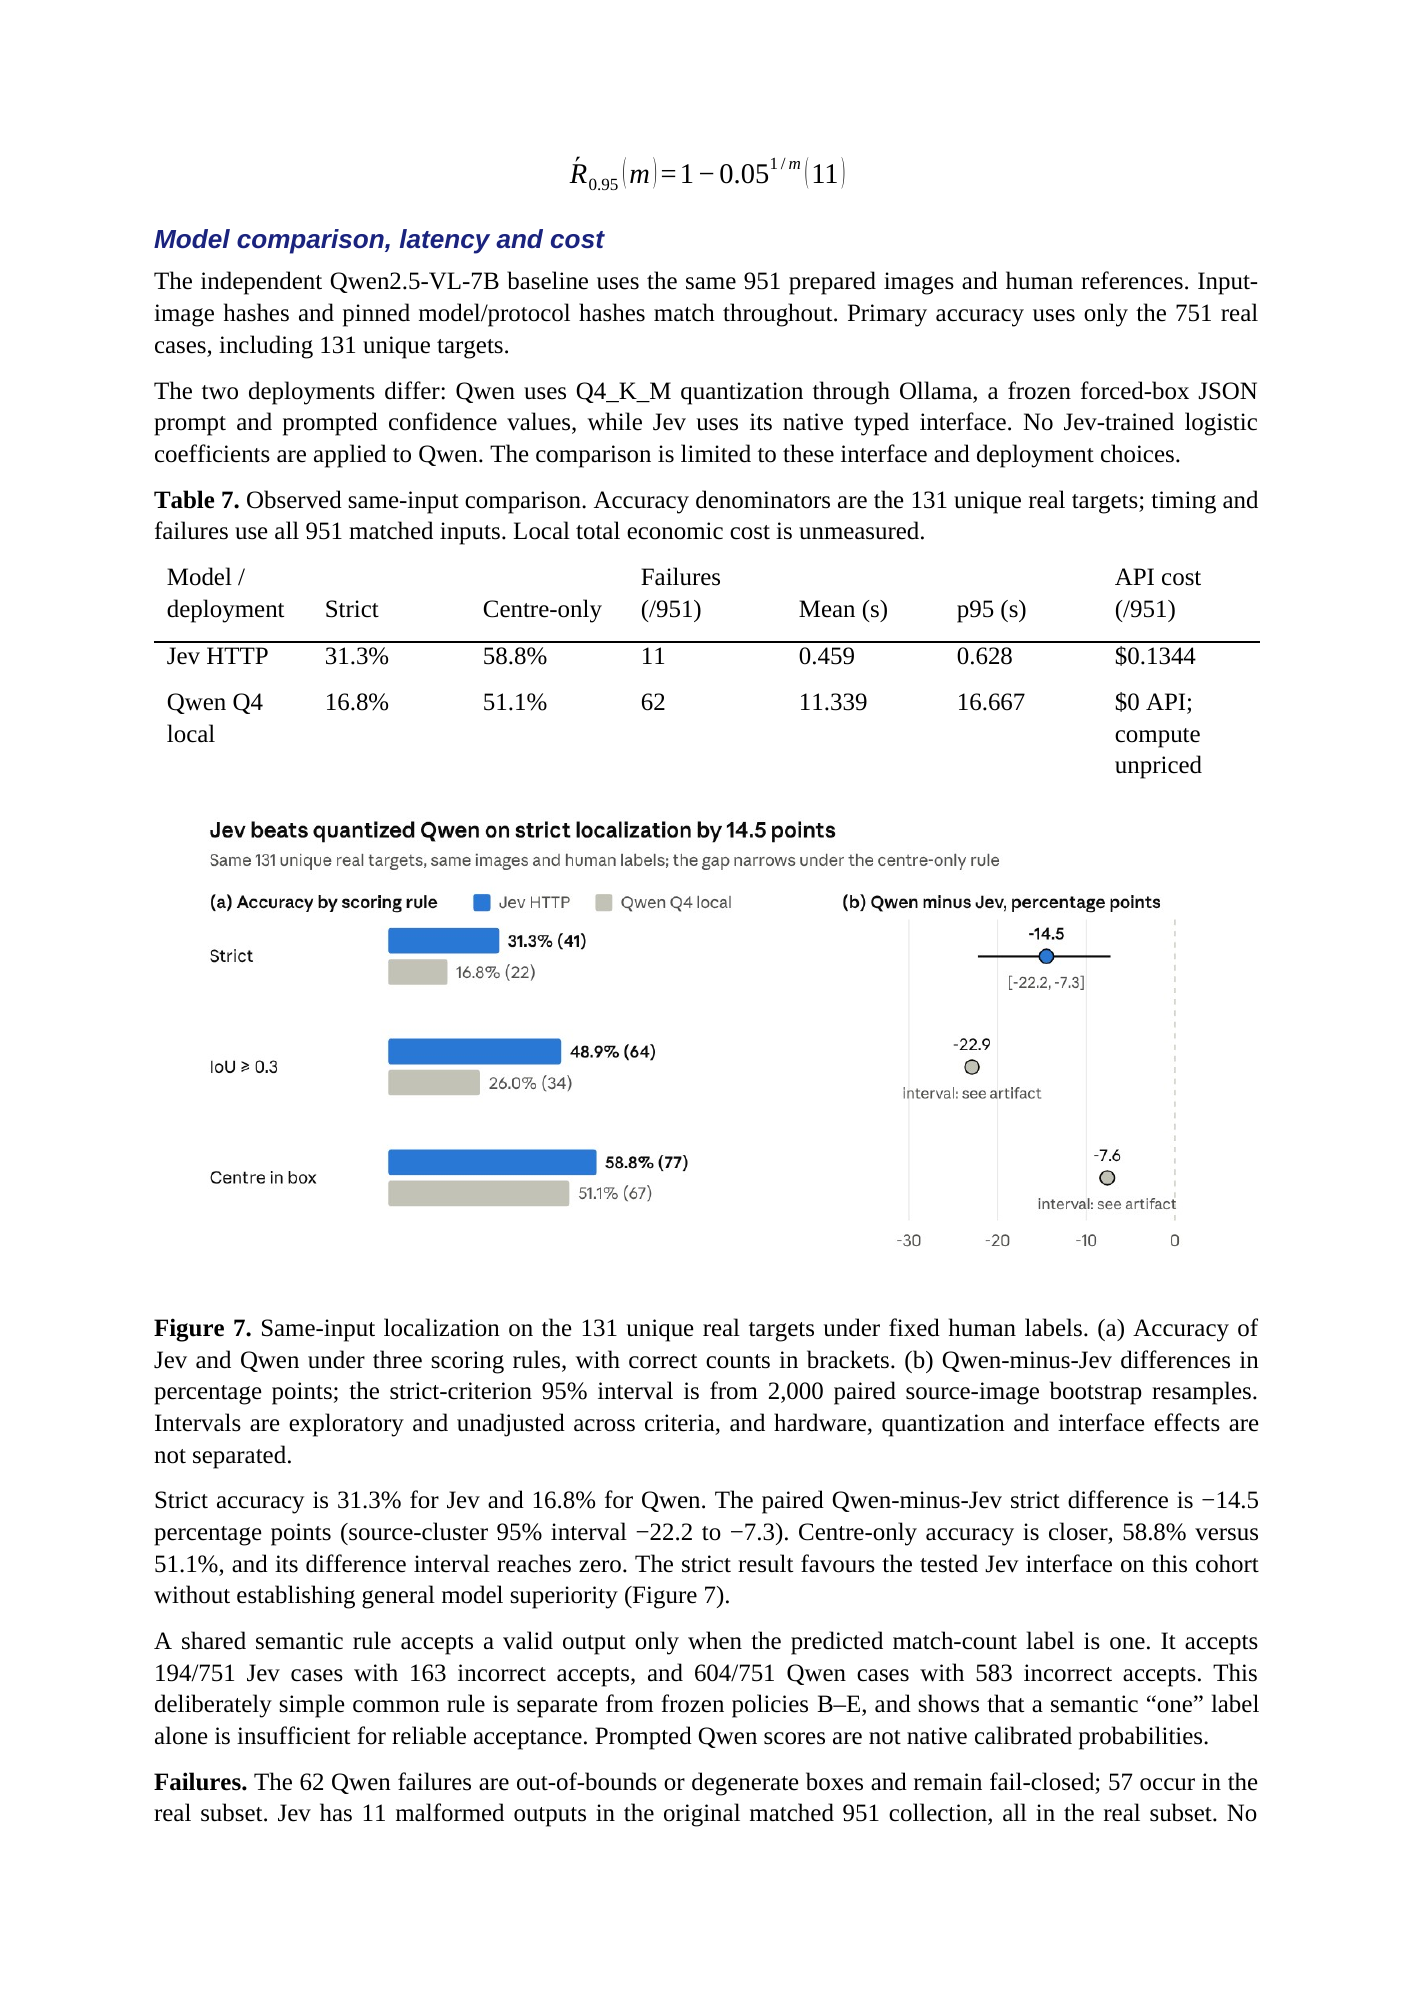 Ŕ0.95(m)=1−0.05^1/m(11)
Model comparison, latency and cost
The independent Qwen2.5-VL-7B baseline uses the same 951 prepared images and human references. Input-
image hashes and pinned model/protocol hashes match throughout. Primary accuracy uses only the 751 real
cases, including 131 unique targets.
The two deployments differ: Qwen uses Q4_K_M quantization through Ollama, a frozen forced-box JSON
prompt and prompted confidence values, while Jev uses its native typed interface. No Jev-trained logistic
coefficients are applied to Qwen. The comparison is limited to these interface and deployment choices.
Table 7. Observed same-input comparison. Accuracy denominators are the 131 unique real targets; timing and
failures use all 951 matched inputs. Local total economic cost is unmeasured.
Model / Failures API cost
deployment Strict Centre-only (/951) Mean (s) p95 (s) (/951)
Jev HTTP 31.3% 58.8% 11 0.459 0.628 $0.1344
Qwen Q4 16.8% 51.1% 62 11.339 16.667 $0 API;
local compute
unpriced
Jev beats quantized Qwen on strict localization by 14.5 points
Same 131 unique real targets, same images and human labels; the gap narrows under the centre-only rule
(a) Accuracy by scoring rule Jev HTTP Qwen Q4 local
Strict
31.3% (41)
16.8% (22)
IoU ≥ 0.3
48.9% (64)
26.0% (34)
Centre in box
58.8% (77)
51.1% (67)
(b) Qwen minus Jev, percentage points
-14.5
[-22.2, -7.3]
-22.9
interval: see artifact
-7.6
interval: see artifact
-30 -20 -10 0
Figure 7. Same-input localization on the 131 unique real targets under fixed human labels. (a) Accuracy of
Jev and Qwen under three scoring rules, with correct counts in brackets. (b) Qwen-minus-Jev differences in
percentage points; the strict-criterion 95% interval is from 2,000 paired source-image bootstrap resamples.
Intervals are exploratory and unadjusted across criteria, and hardware, quantization and interface effects are
not separated.
Strict accuracy is 31.3% for Jev and 16.8% for Qwen. The paired Qwen-minus-Jev strict difference is −14.5
percentage points (source-cluster 95% interval −22.2 to −7.3). Centre-only accuracy is closer, 58.8% versus
51.1%, and its difference interval reaches zero. The strict result favours the tested Jev interface on this cohort
without establishing general model superiority (Figure 7).
A shared semantic rule accepts a valid output only when the predicted match-count label is one. It accepts
194/751 Jev cases with 163 incorrect accepts, and 604/751 Qwen cases with 583 incorrect accepts. This
deliberately simple common rule is separate from frozen policies B–E, and shows that a semantic “one” label
alone is insufficient for reliable acceptance. Prompted Qwen scores are not native calibrated probabilities.
Failures. The 62 Qwen failures are out-of-bounds or degenerate boxes and remain fail-closed; 57 occur in the
real subset. Jev has 11 malformed outputs in the original matched 951 collection, all in the real subset. No